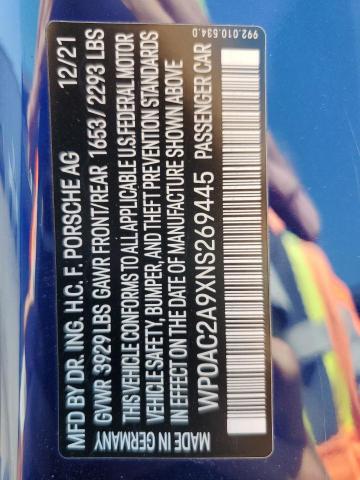 992.010.534.0
MFD BY DR. ING. H.C. F. PORSCHE AG 12/21
GVWR 3929 LBS GAWR FRONT/REAR 1653 / 2293 LBS
THIS VEHICLE CONFORMS TO ALL APPLICABLE U.S. FEDERAL MOTOR
VEHICLE SAFETY, BUMPER, AND THEFT PREVENTION STANDARDS
IN EFFECT ON THE DATE OF MANUFACTURE SHOWN ABOVE
MADE IN GERMANY
WP0AC2A9XNS269445 PASSENGER CAR